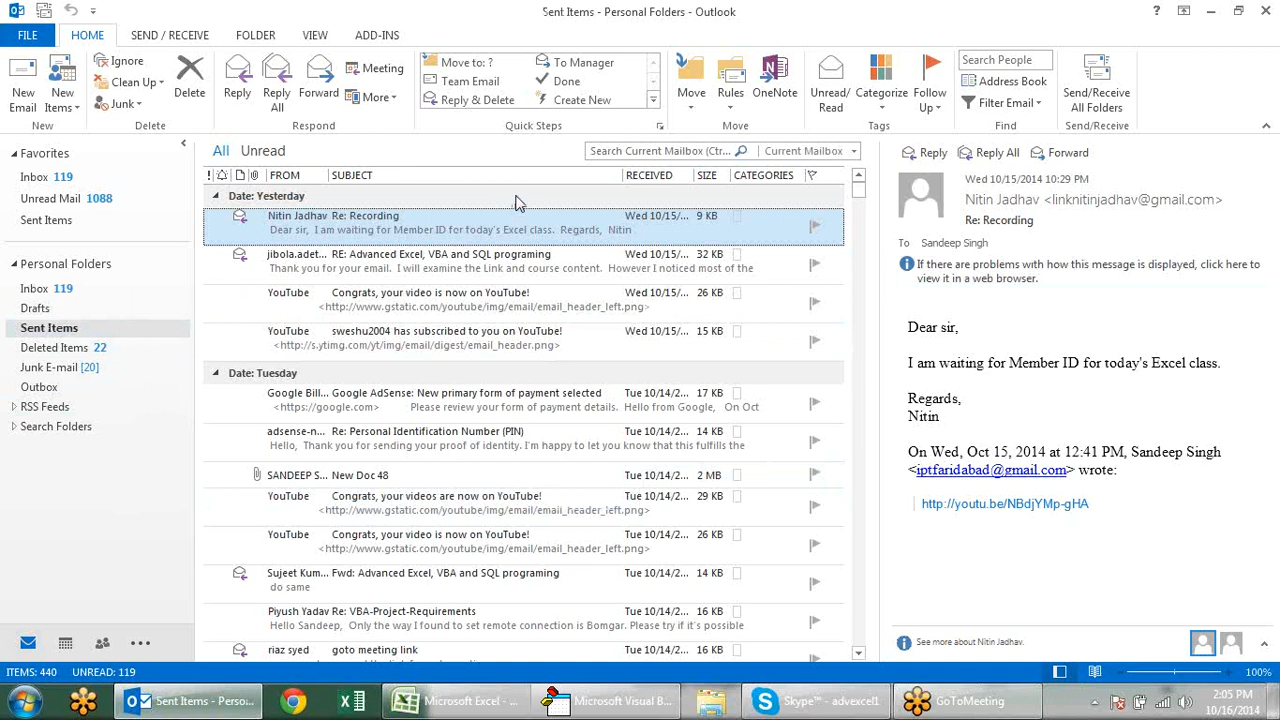 Sent Items - Personal Folders - Outlook
FILE HOME SEND / RECEIVE FOLDER VIEW ADD-INS
New Email
New Items
Ignore
Clean Up
Junk
Delete
Reply
Reply All
Forward
Meeting
More
Move to: ?
Team Email
Reply & Delete
To Manager
Done
Create New
Move
Rules
OneNote
Unread/ Read
Categorize
Follow Up
Search People
Address Book
Filter Email
Send/Receive All Folders
New Delete Respond Quick Steps Move Tags Find Send/Receive
Favorites
Inbox 119
Unread Mail 1088
Sent Items
Personal Folders
Inbox 119
Drafts
Sent Items
Deleted Items 22
Junk E-mail [20]
Outbox
RSS Feeds
Search Folders
All Unread Search Current Mailbox (Ctr... Current Mailbox
! FROM SUBJECT RECEIVED SIZE CATEGORIES
Date: Yesterday
Nitin Jadhav Re: Recording Wed 10/15/... 9 KB
Dear sir, I am waiting for Member ID for today's Excel class. Regards, Nitin
jibola.adet... RE: Advanced Excel, VBA and SQL programing Wed 10/15/... 32 KB
Thank you for your email. I will examine the Link and course content. However I noticed most of the
YouTube Congrats, your video is now on YouTube! Wed 10/15/... 26 KB
<http://www.gstatic.com/youtube/img/email/email_header_left.png>
YouTube sweshu2004 has subscribed to you on YouTube! Wed 10/15/... 15 KB
<http://s.ytimg.com/yt/img/email/digest/email_header.png>
Date: Tuesday
Google Bill... Google AdSense: New primary form of payment selected Tue 10/14/2... 17 KB
<https://google.com> Please review your form of payment details. Hello from Google, On Oct
adsense-n... Re: Personal Identification Number (PIN) Tue 10/14/2... 14 KB
Hello, Thank you for sending your proof of identity. I'm happy to let you know that this fulfills the
SANDEEP S... New Doc 48 Tue 10/14/2... 2 MB
YouTube Congrats, your videos are now on YouTube! Tue 10/14/2... 29 KB
<http://www.gstatic.com/youtube/img/email/email_header_left.png>
YouTube Congrats, your video is now on YouTube! Tue 10/14/2... 26 KB
<http://www.gstatic.com/youtube/img/email/email_header_left.png>
Sujeet Kum... Fwd: Advanced Excel, VBA and SQL programing Tue 10/14/2... 14 KB
do same
Piyush Yadav Re: VBA-Project-Requirements Tue 10/14/2... 16 KB
Hello Sandeep, Only the way I found to set remote connection is Bomgar. Please try if it's possible
riaz syed goto meeting link Tue 10/14/2... 16 KB
Reply Reply All Forward
Wed 10/15/2014 10:29 PM
Nitin Jadhav <linknitinjadhav@gmail.com>
Re: Recording
To Sandeep Singh
If there are problems with how this message is displayed, click here to
view it in a web browser.
Dear sir,
I am waiting for Member ID for today's Excel class.
Regards,
Nitin
On Wed, Oct 15, 2014 at 12:41 PM, Sandeep Singh
<iptfaridabad@gmail.com> wrote:
http://youtu.be/NBdjYMp-gHA
See more about Nitin Jadhav.
ITEMS: 440 UNREAD: 119 100%
Sent Items - Perso... Microsoft Excel - ... Microsoft Visual B... Skype™ - advexcel1 GoToMeeting
2:05 PM
10/16/2014